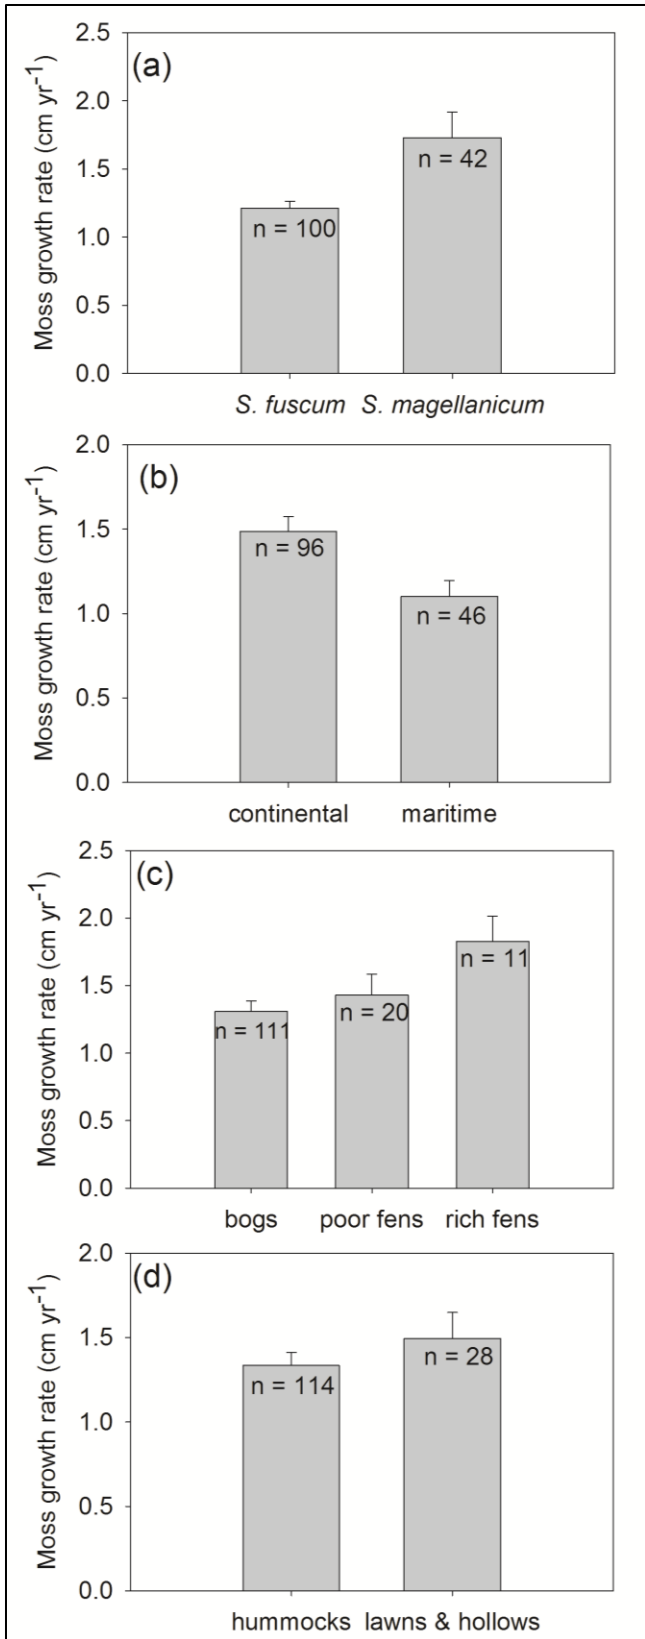 (a)
Moss growth rate (cm yr⁻¹)
2.5
2.0
1.5
1.0
0.5
0.0
n = 100
n = 42
S. fuscum S. magellanicum
(b)
Moss growth rate (cm yr⁻¹)
2.0
1.5
1.0
0.5
0.0
n = 96
n = 46
continental maritime
(c)
Moss growth rate (cm yr⁻¹)
2.5
2.0
1.5
1.0
0.5
0.0
n = 111
n = 20
n = 11
bogs poor fens rich fens
(d)
Moss growth rate (cm yr⁻¹)
2.0
1.5
1.0
0.5
0.0
n = 114
n = 28
hummocks lawns & hollows